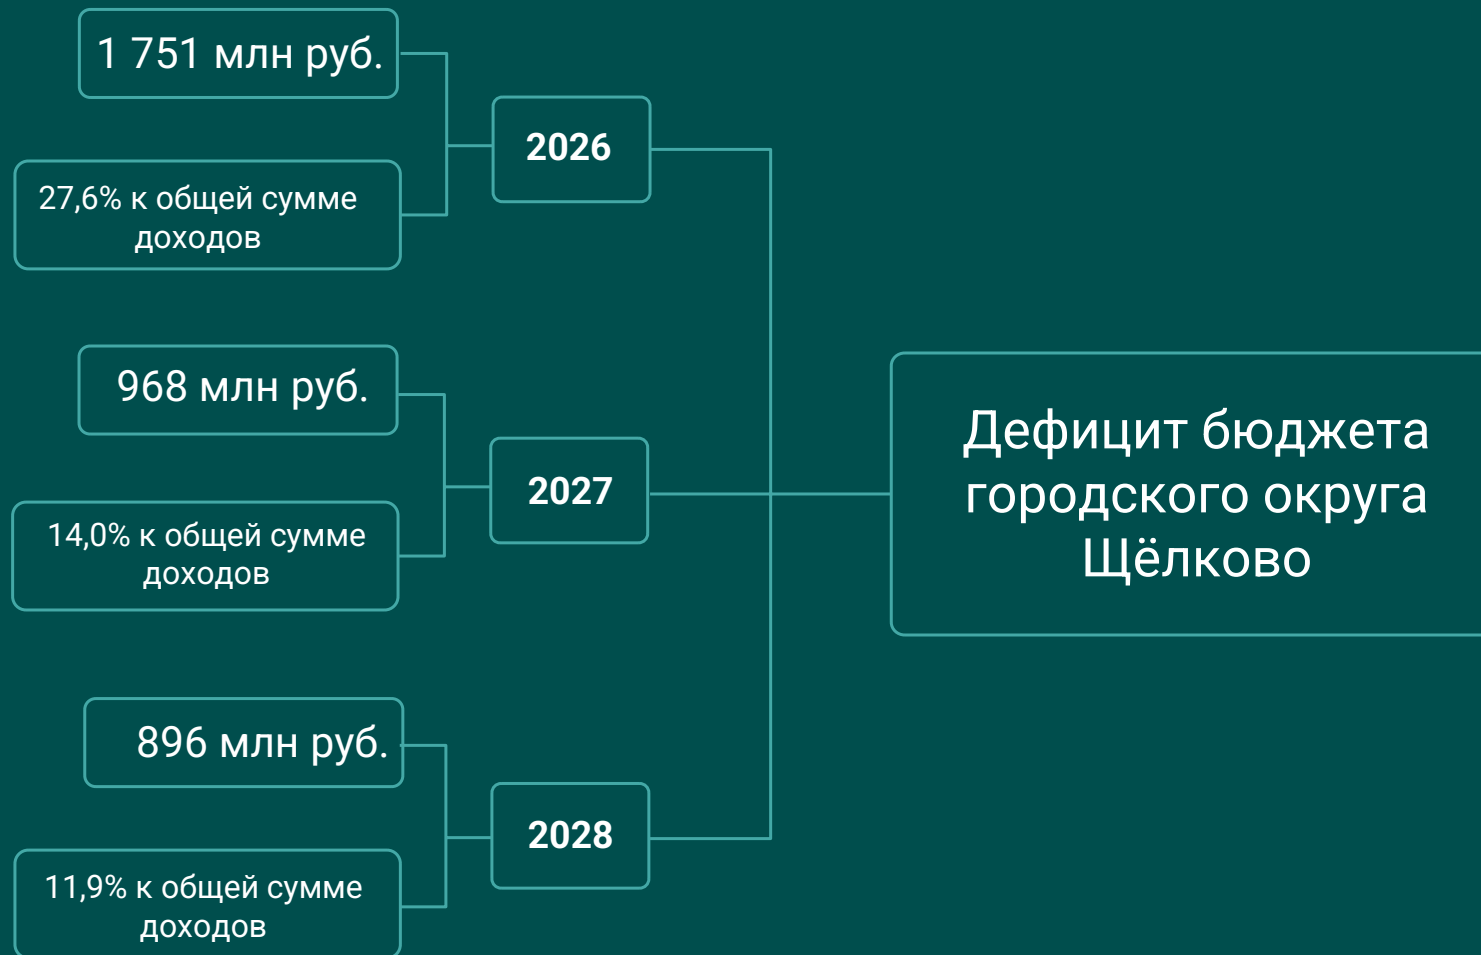 1 751 млн руб.
2026
27,6% к общей сумме
доходов
968 млн руб.
2027
14,0% к общей сумме
доходов
Дефицит бюджета
городского округа
Щёлково
896 млн руб.
2028
11,9% к общей сумме
доходов